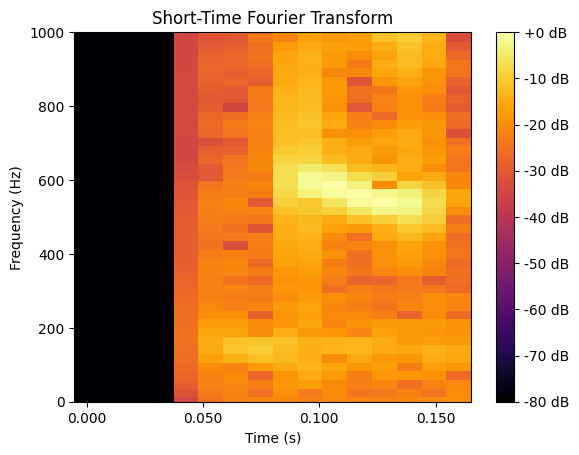 Short-Time Fourier Transform
1000
800
600
400
200
0
Frequency (Hz)
0.000
0.050
0.100
0.150
Time (s)
+0 dB
-10 dB
-20 dB
-30 dB
-40 dB
-50 dB
-60 dB
-70 dB
-80 dB